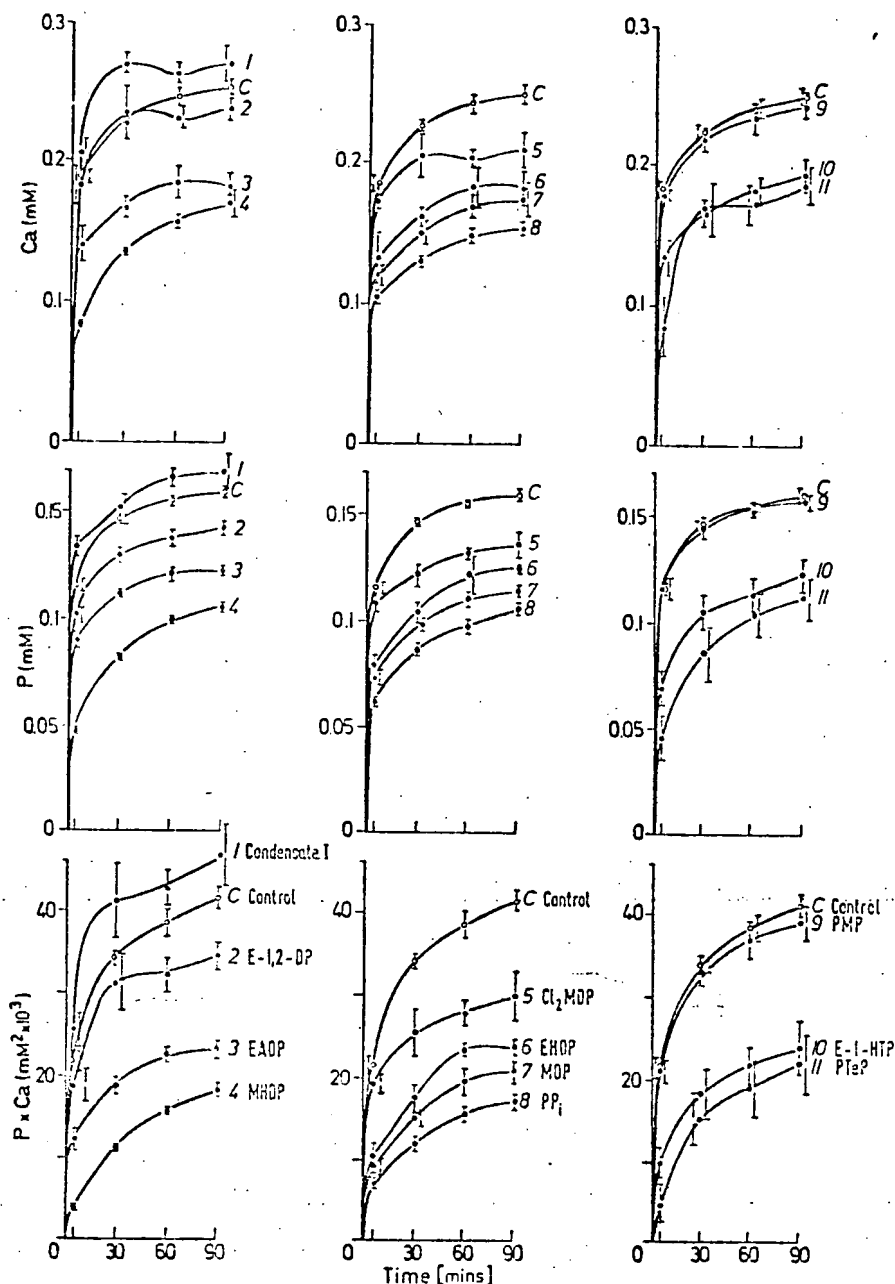 0.3
0.2
0.1
0
Ca (mM)
1
C
2
3
4
0.3
0.2
0.1
0
C
5
6
7
8
0.3
0.2
0.1
0
C
9
10
11
0.15
0.1
0.05
0
P (mM)
1
C
2
3
4
0.15
0.1
0.05
0
C
5
6
7
8
0.15
0.1
0.05
0
C
9
10
11
40
20
P x Ca (mM²x10³)
1 Condensate I
C Control
2 E-1,2-DP
3 EADP
4 MHDP
0 30 60 90
40
20
C Control
5 Cl₂MDP
6 EHDP
7 MDP
8 PPi
0 30 60 90
40
20
C Control
9 PMP
10 E-1-HTP
11 PTeP
0 30 60 90
Time [mins]